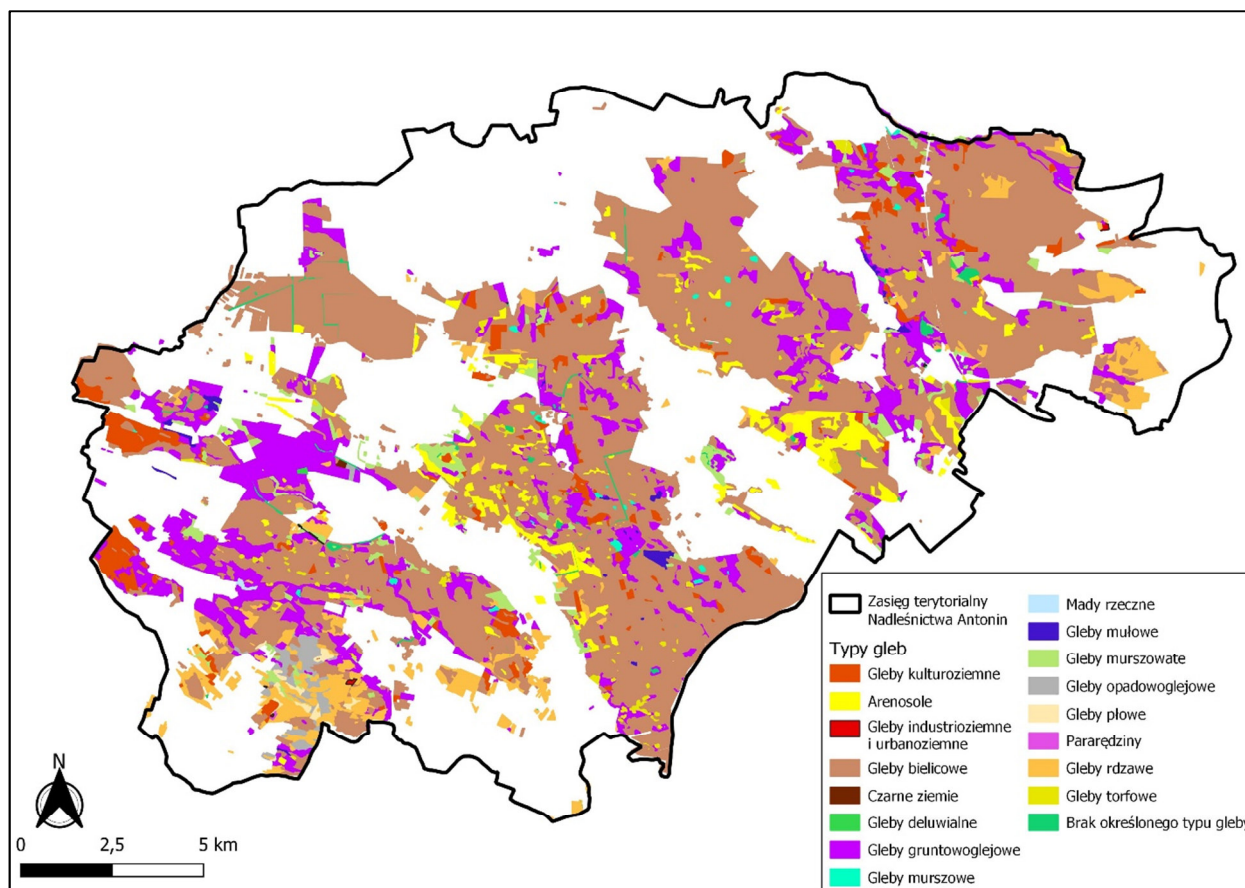 Zasięg terytorialny
Nadleśnictwa Antonin
Typy gleb
Gleby kulturoziemne
Arenosole
Gleby industrioziemne
i urbanoziemne
Gleby bielicowe
Czarne ziemie
Gleby deluwialne
Gleby gruntowoglejowe
Gleby murszowe
Mady rzeczne
Gleby mułowe
Gleby murszowate
Gleby opadowoglejowe
Gleby płowe
Pararędziny
Gleby rdzawe
Gleby torfowe
Brak określonego typu gleby
N
0 2,5 5 km